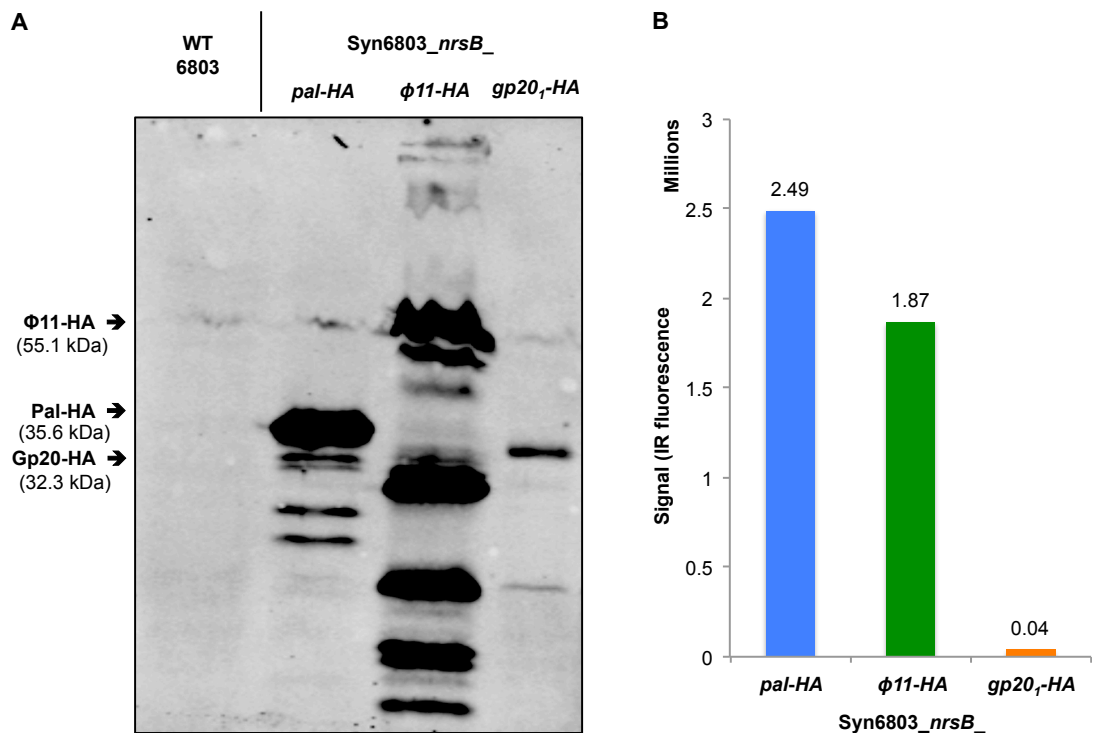 A
WT
6803
Syn6803_nrsB_
pal-HA ϕ11-HA gp20₁-HA
Φ11-HA ➔
(55.1 kDa)
Pal-HA ➔
(35.6 kDa)
Gp20-HA ➔
(32.3 kDa)
B
Signal (IR fluorescence
Millions
3
2.5
2
1.5
1
0.5
0
2.49
1.87
0.04
pal-HA ϕ11-HA gp20₁-HA
Syn6803_nrsB_